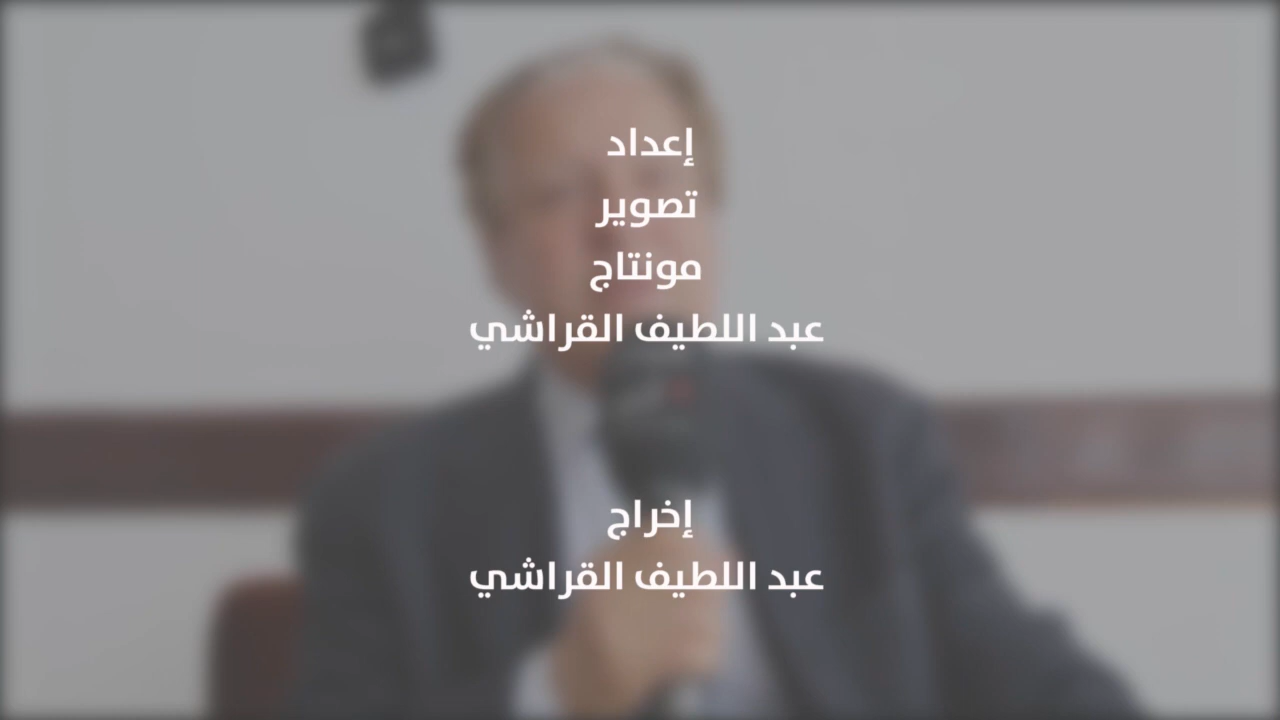 إعداد
تصوير
مونتاج
عبد اللطيف القراشي
إخراج
عبد اللطيف القراشي